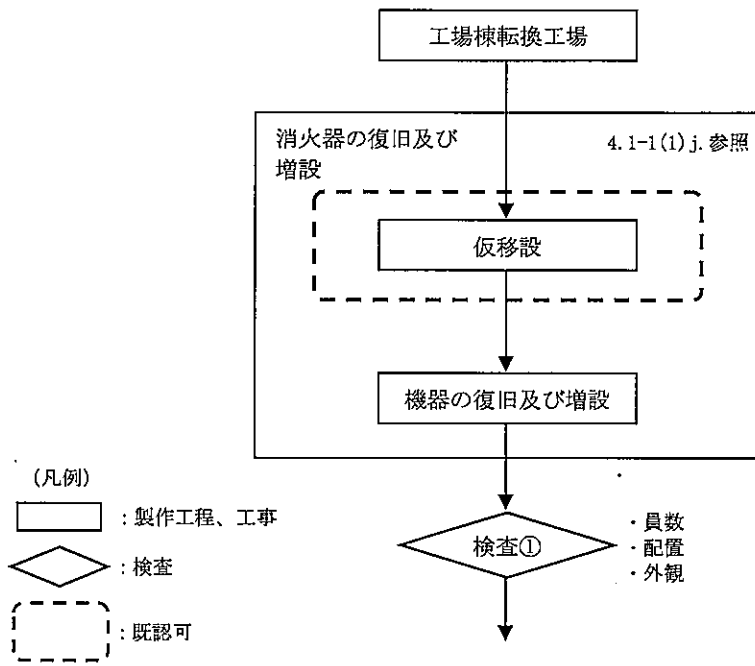 工場棟転換工場
消火器の復旧及び
増設
4.1-1(1)j.参照
仮移設
機器の復旧及び増設
検査①
・員数
・配置
・外観
(凡例)
：製作工程、工事
：検査
：既認可